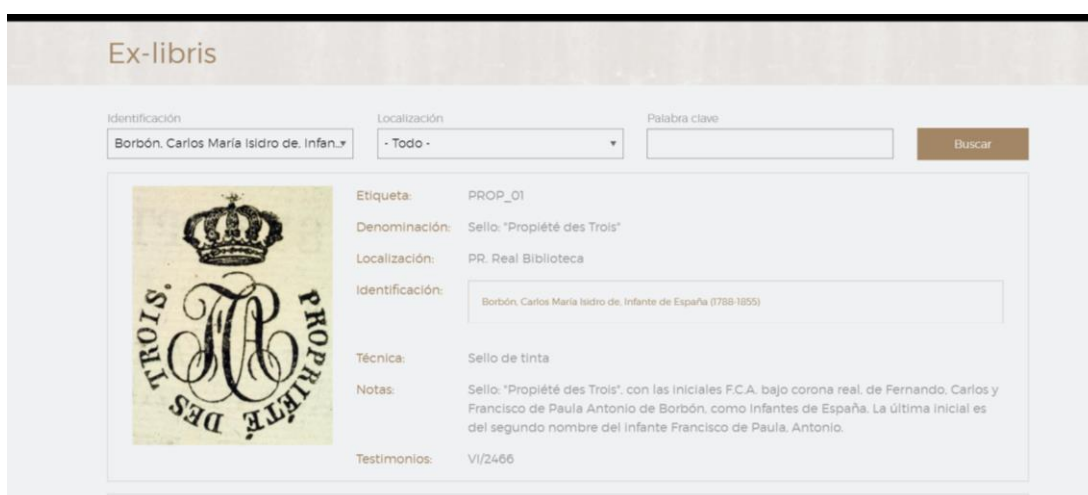 Ex-libris
Identificación
Localización
Palabra clave
Borbón, Carlos María Isidro de, Infan...
- Todo -
Buscar
PROPRIÉTÉ DES TROIS.
FCA
Etiqueta: PROP_01
Denominación: Sello: "Propiété des Trois"
Localización: PR. Real Biblioteca
Identificación:
Borbón, Carlos María Isidro de, Infante de España (1788-1855)
Técnica: Sello de tinta
Notas: Sello: "Propiété des Trois", con las iniciales F.C.A. bajo corona real, de Fernando, Carlos y
Francisco de Paula Antonio de Borbón, como Infantes de España. La última inicial es
del segundo nombre del infante Francisco de Paula, Antonio.
Testimonios: VI/2466